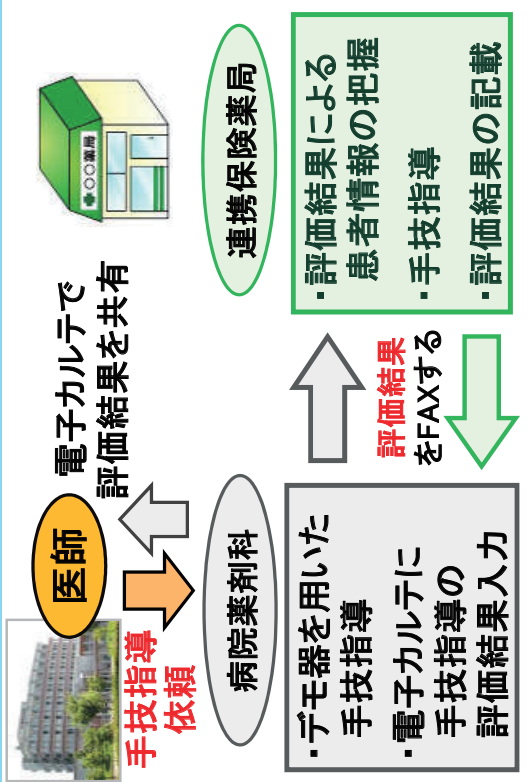 医師
電子カルテで
評価結果を共有
手技指導
依頼
病院薬剤科
・デモ器を用いた
手技指導
・電子カルテに
手技指導の
評価結果入力
評価結果
をFAXする
〇〇薬局
連携保険薬局
・評価結果による
患者情報の把握
・手技指導
・評価結果の記載